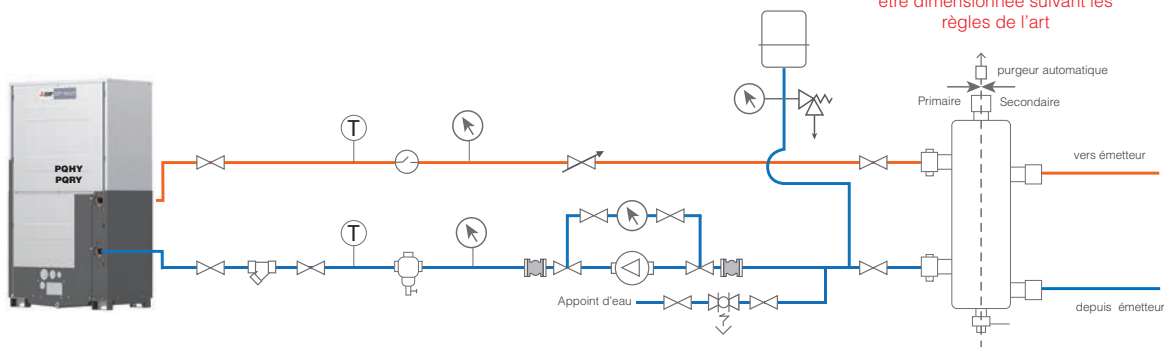 être dimensionnée suivant les
règles de l'art
purgeur automatique
Primaire
Secondaire
T
PQHY
PQRY
vers émetteur
T
Appoint d'eau
depuis émetteur